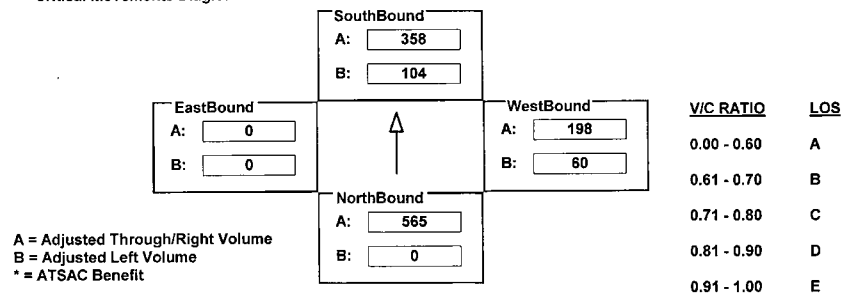 SouthBound
A: 358
B: 104
EastBound
A: 0
B: 0
WestBound
A: 198
B: 60
NorthBound
A: 565
B: 0
A = Adjusted Through/Right Volume
B = Adjusted Left Volume
* = ATSAC Benefit
V/C RATIO LOS
0.00 - 0.60 A
0.61 - 0.70 B
0.71 - 0.80 C
0.81 - 0.90 D
0.91 - 1.00 E